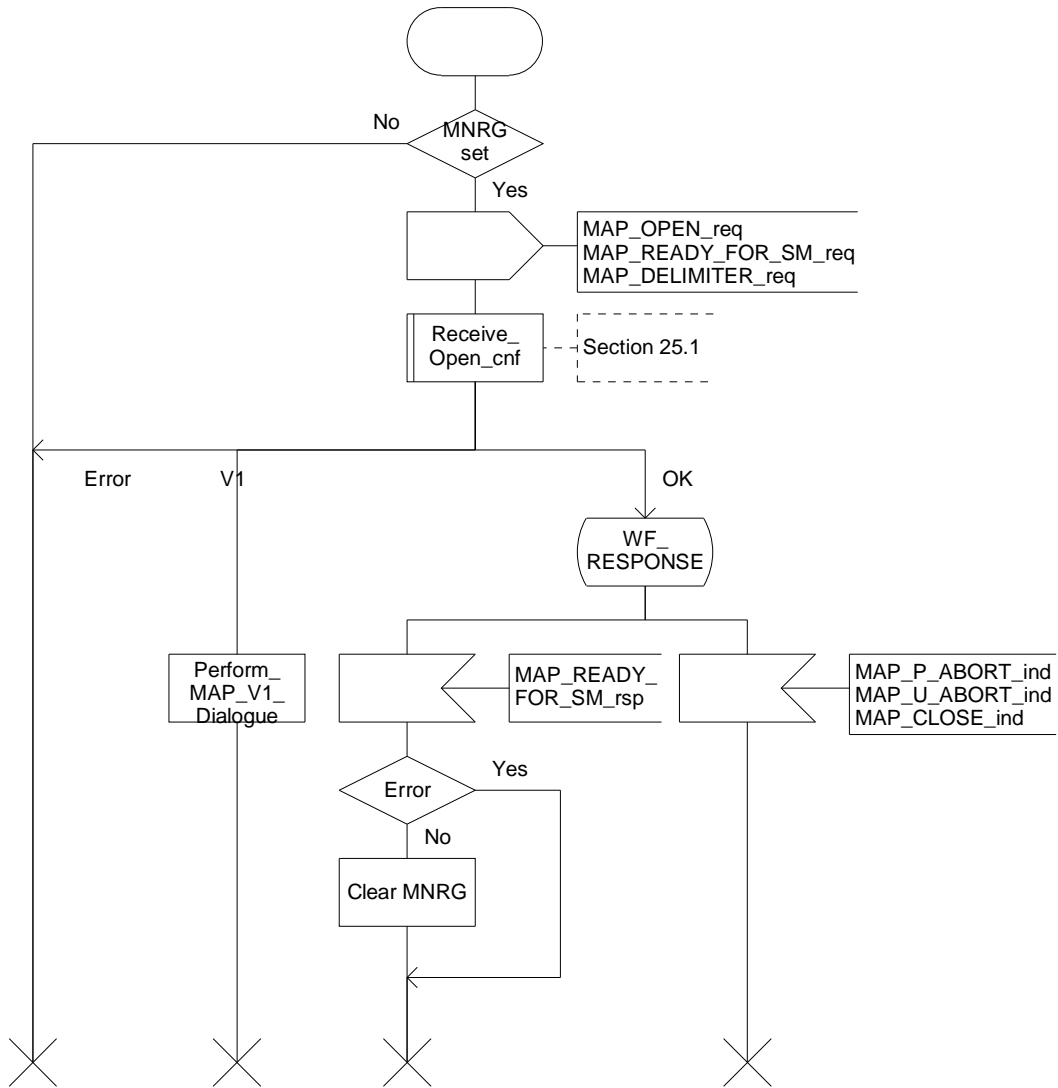 No
MNRG
set
Yes
MAP_OPEN_req
MAP_READY_FOR_SM_req
MAP_DELIMITER_req
Receive_
Open_cnf
Section 25.1
Error
V1
OK
WF_
RESPONSE
Perform_
MAP_V1_
Dialogue
MAP_READY_
FOR_SM_rsp
MAP_P_ABORT_ind
MAP_U_ABORT_ind
MAP_CLOSE_ind
Error
Yes
No
Clear MNRG